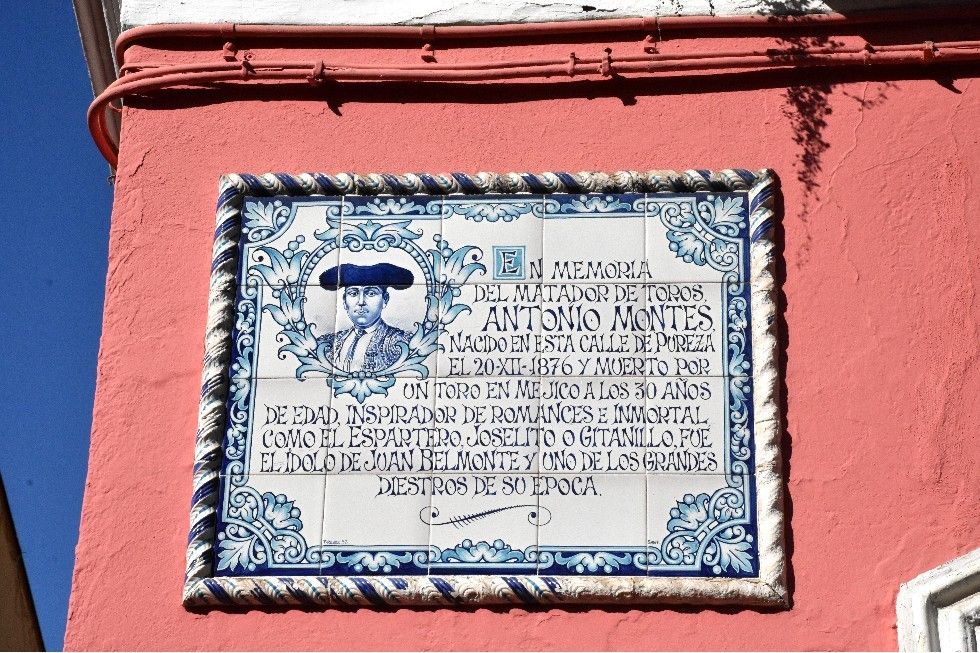 EN MEMORIA
DEL MATADOR DE TOROS,
ANTONIO MONTES,
NACIDO EN ESTA CALLE DE PUREZA
EL 20-XII-1876 Y MUERTO POR
UN TORO EN MEJICO A LOS 30 AÑOS
DE EDAD, INSPIRADOR DE ROMANCES E INMORTAL
COMO EL ESPARTERO, JOSELITO O GITANILLO, FUE
EL IDOLO DE JUAN BELMONTE Y UNO DE LOS GRANDES
DIESTROS DE SU EPOCA.